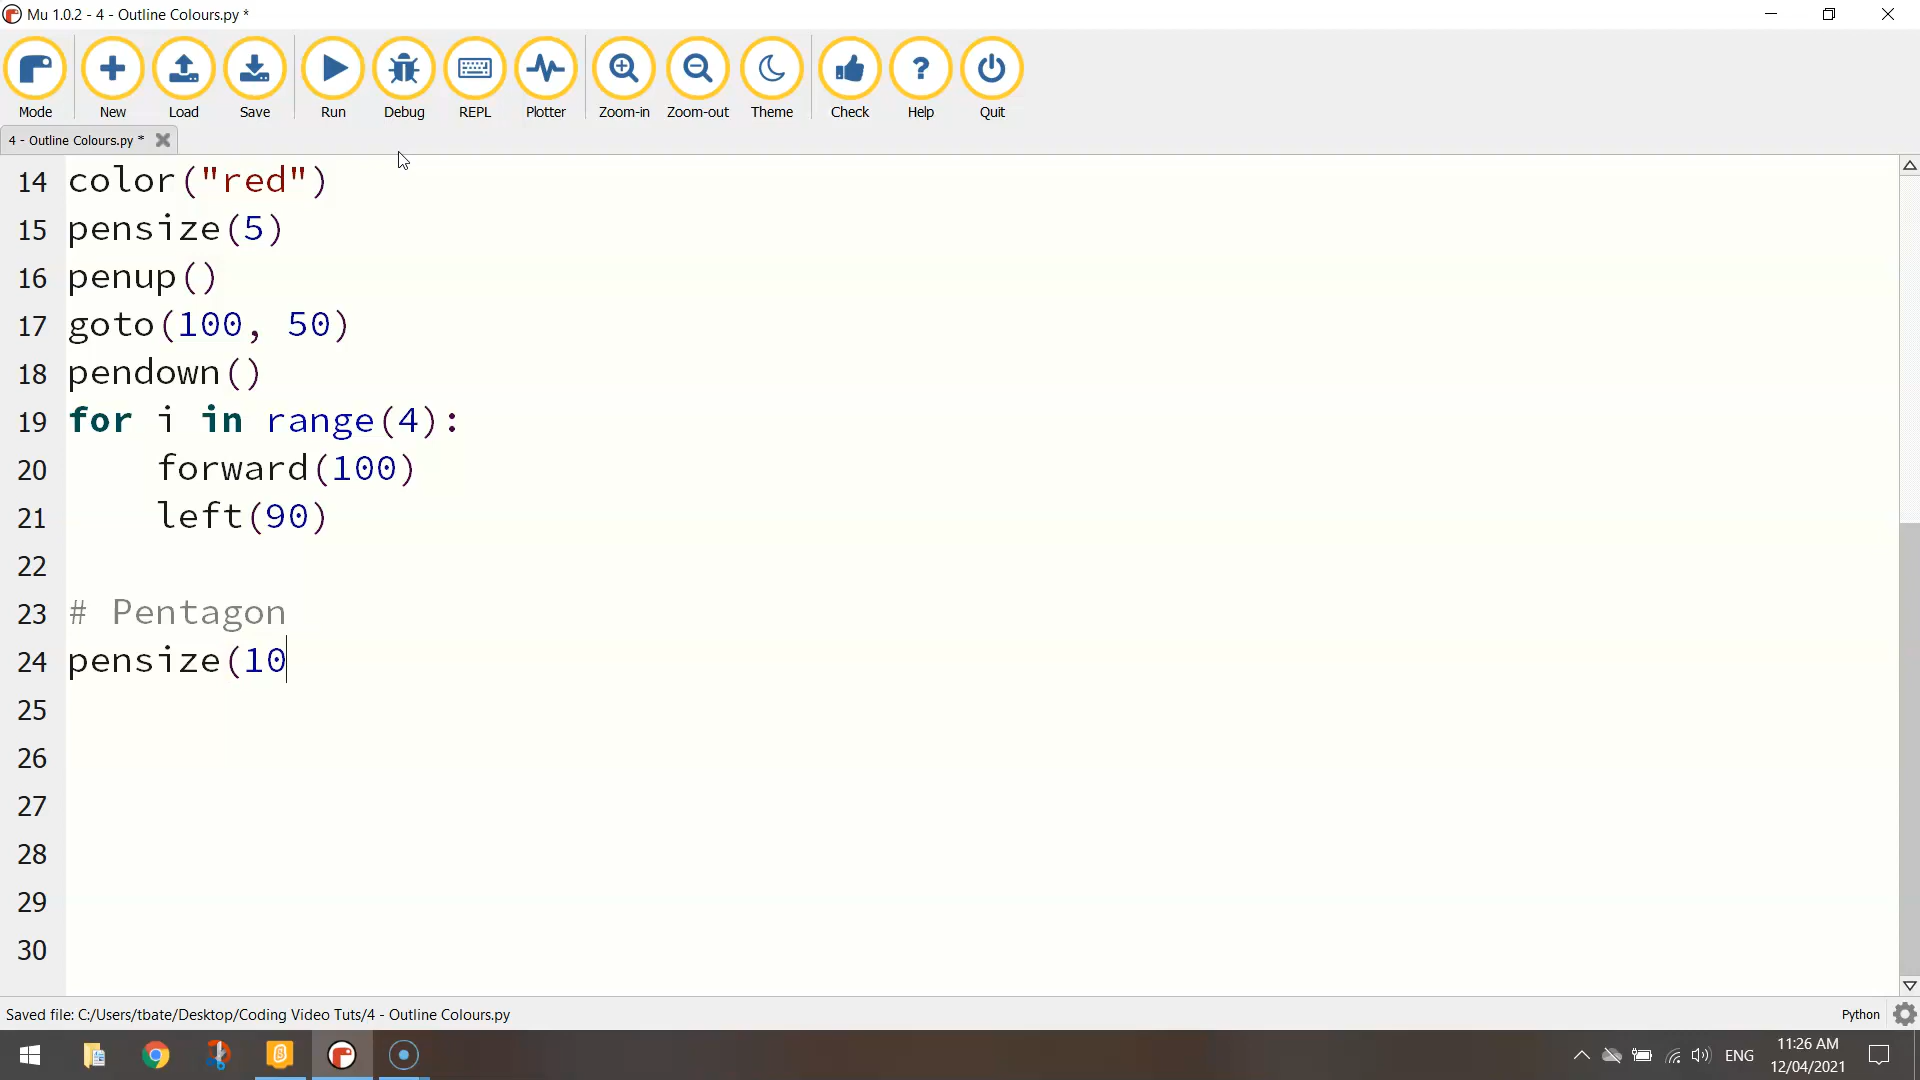 Mu 1.0.2 - 4 - Outline Colours.py *
Mode New Load Save Run Debug REPL Plotter Zoom-in Zoom-out Theme Check Help Quit
4 - Outline Colours.py *
14 color("red")
15 pensize(5)
16 penup()
17 goto(100, 50)
18 pendown()
19 for i in range(4):
20     forward(100)
21     left(90)
22
23 # Pentagon
24 pensize(10
25
26
27
28
29
30
Saved file: C:/Users/tbate/Desktop/Coding Video Tuts/4 - Outline Colours.py
Python
ENG
11:26 AM
12/04/2021